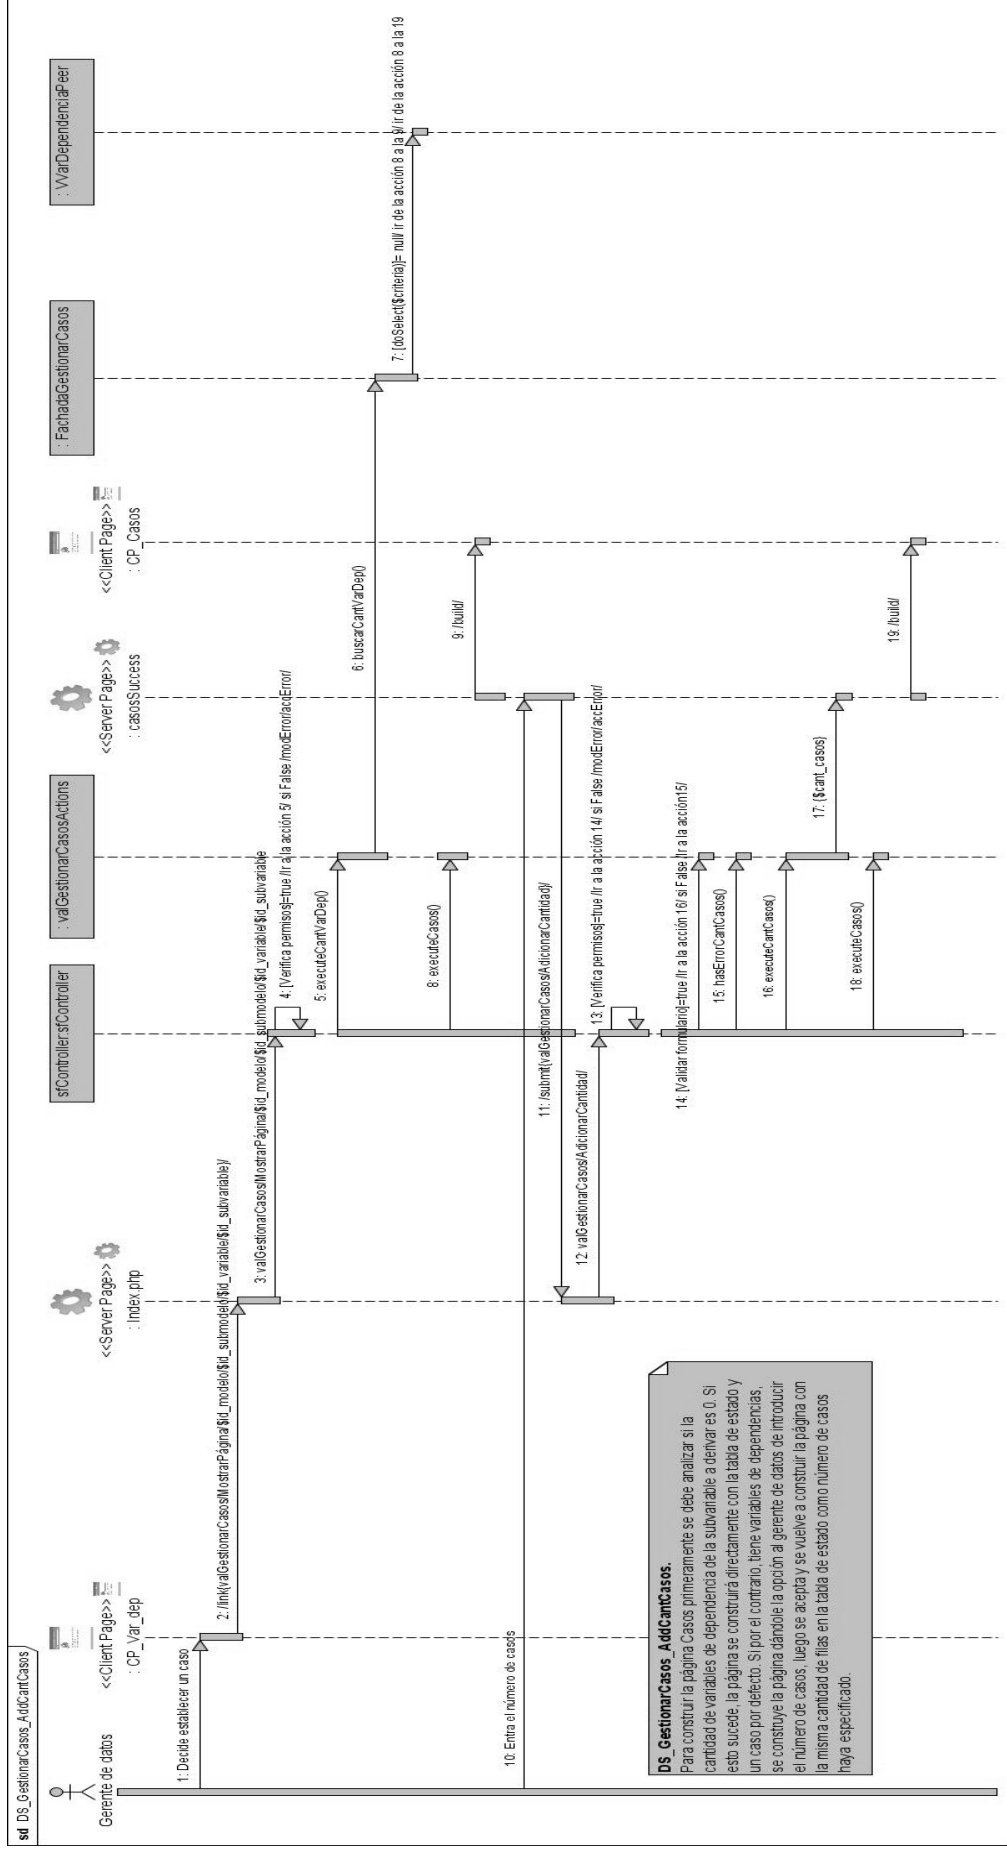 sd DS_GestionarCasos_AddCantCasos
Gerente de datos
<<Client Page>>
: CP_Var_dep
<<Server Page>>
: Index.php
sfController:sfController
: valGestionarCasosActions
<<Server Page>>
: casosSuccess
<<Client Page>>
: CP_Casos
: FachadaGestionarCasos
: VVarDependenciaPeer
1: Decide establecer un caso
2: /link(valGestionarCasos/MostrarPágina/$id_modelo/$id_submodelo/$id_variable/$id_subvariable)/
3: valGestionarCasos/MostrarPágina/$id_modelo/$id_submodelo/$id_variable/$id_subvariable
4: [Verifica permisos]=true /Ir a la acción 5/ si False /modError/accError/
5: executeCantVarDep()
6: buscarCantVarDep()
7: [doSelect($criteria)]= null/ ir de la acción 8 a la 9/ ir de la acción 8 a la 19
8: executeCasos()
9: /build/
10: Entra el número de casos
11: /submit(valGestionarCasos/AdicionarCantidad)/
12: valGestionarCasos/AdicionarCantidad/
13: [Verifica permisos]=true /Ir a la acción 14/ si False /modError/accError/
14: [Validar formulario]=true /Ir a la acción 16/ si False /Ir a la acción15/
15: hasErrorCantCasos()
16: executeCantCasos()
17: {$cant_casos}
18: executeCasos()
19: /build/
DS_GestionarCasos_AddCantCasos.
Para construir la página Casos primeramente se debe analizar si la
cantidad de variables de dependencia de la subvariable a derivar es 0. Si
esto sucede, la página se construirá directamente con la tabla de estado y
un caso por defecto. Si por el contrario, tiene variables de dependencias,
se construye la página dándole la opción al gerente de datos de introducir
el número de casos, luego se acepta y se vuelve a construir la página con
la misma cantidad de filas en la tabla de estado como número de casos
haya especificado.